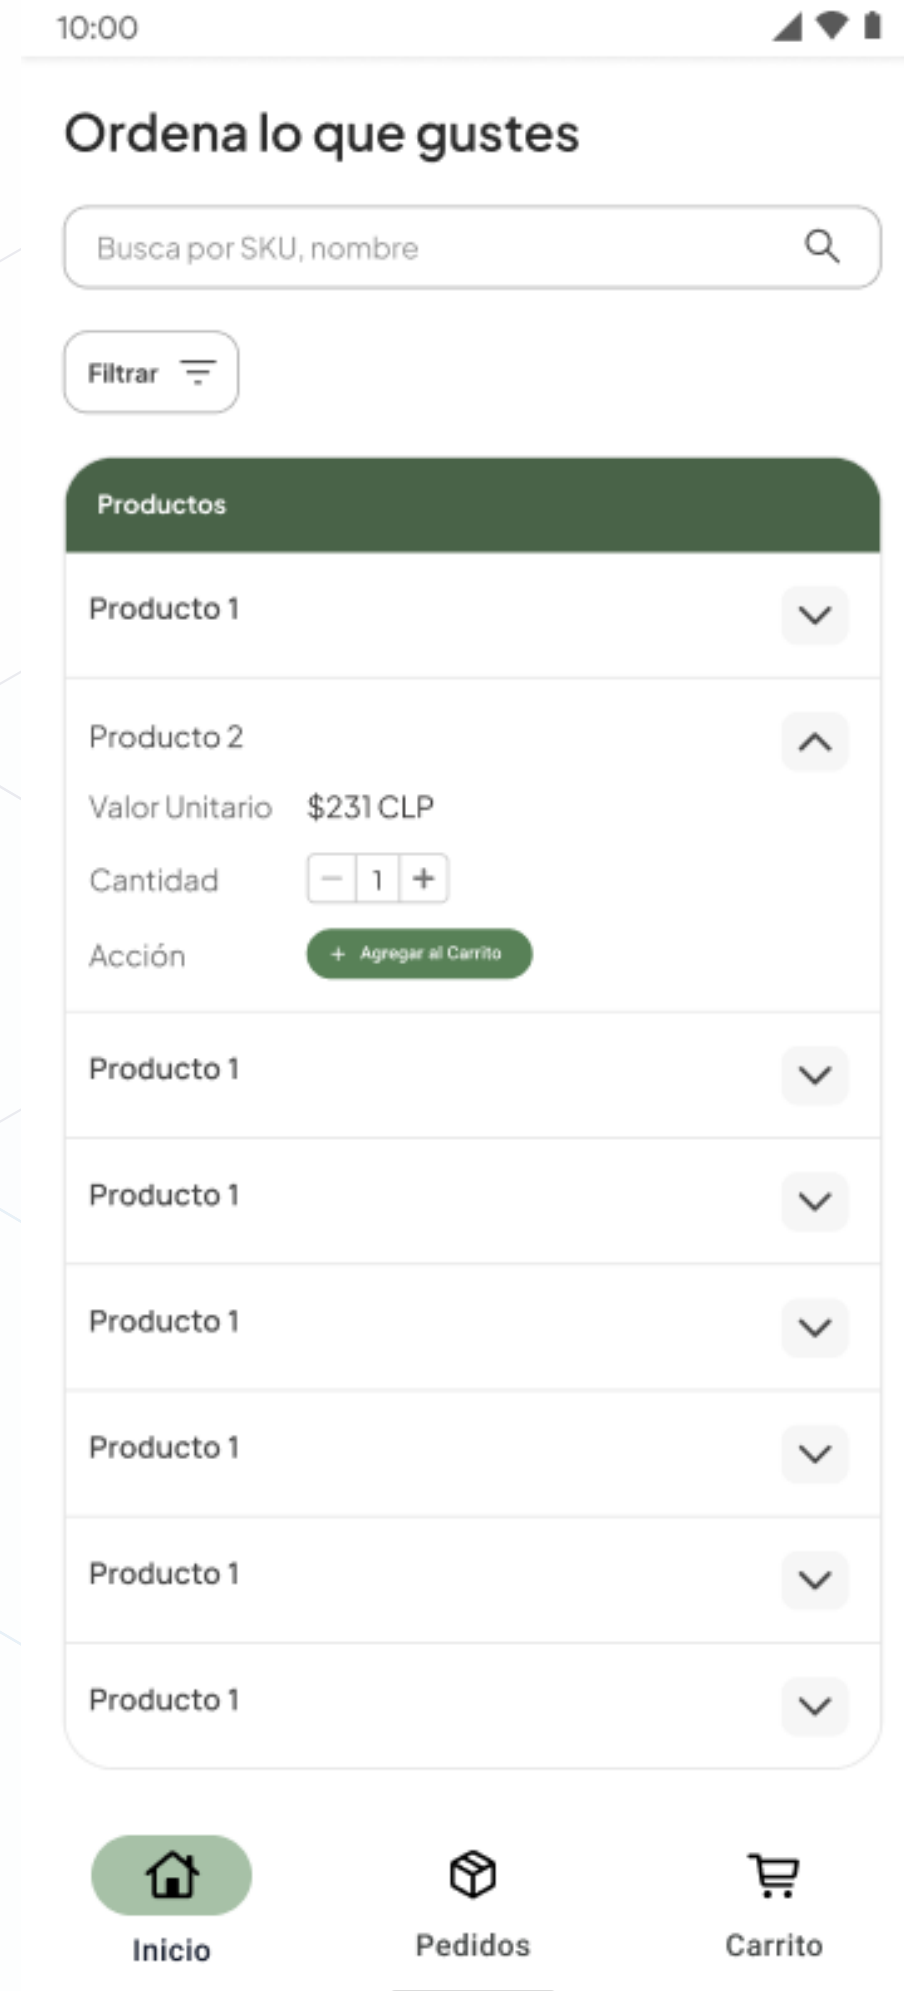 10:00
Ordena lo que gustes
Busca por SKU, nombre
Filtrar
Productos
Producto 1
Producto 2
Valor Unitario $231 CLP
Cantidad − 1 +
Acción + Agregar al Carrito
Producto 1
Producto 1
Producto 1
Producto 1
Producto 1
Producto 1
Inicio Pedidos Carrito